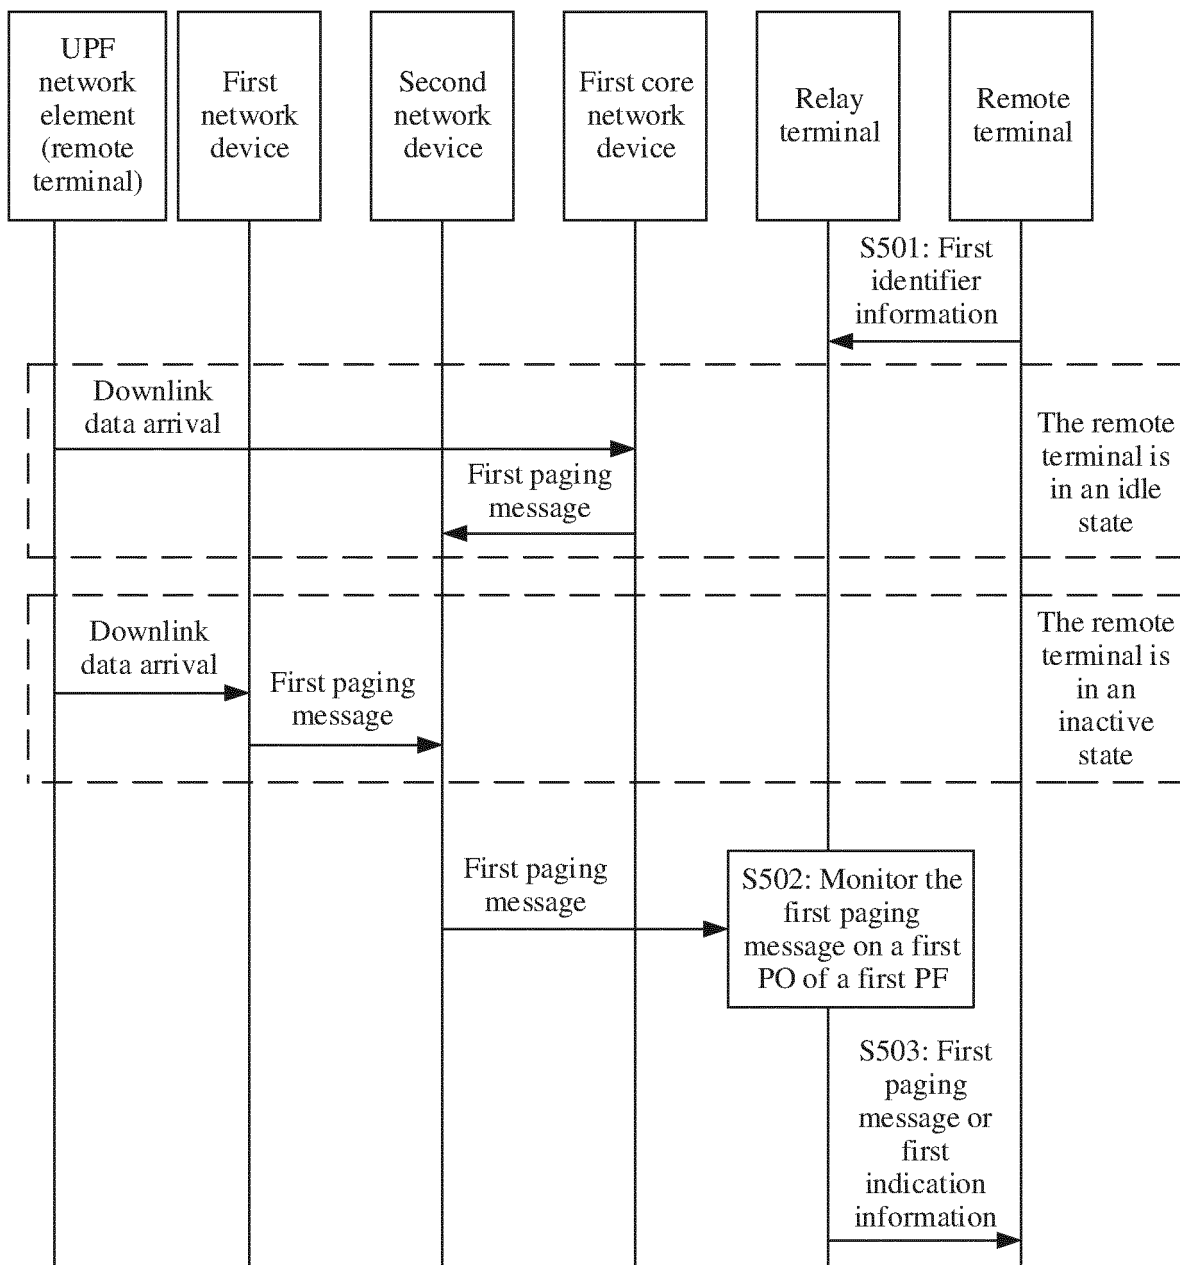 UPF
network
element
(remote
terminal)
First
network
device
Second
network
device
First core
network
device
Relay
terminal
Remote
terminal
S501: First
identifier
information
Downlink
data arrival
First paging
message
The remote
terminal is
in an idle
state
Downlink
data arrival
First paging
message
The remote
terminal is
in an
inactive
state
First paging
message
S502: Monitor the
first paging
message on a first
PO of a first PF
S503: First
paging
message or
first
indication
information